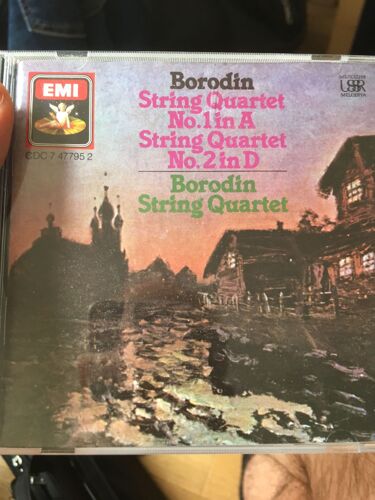 EMI
CDC 7 47795 2
Borodin
String Quartet
No.1 in A
String Quartet
No.2 in D
Borodin
String Quartet
USSR
MELODIYA